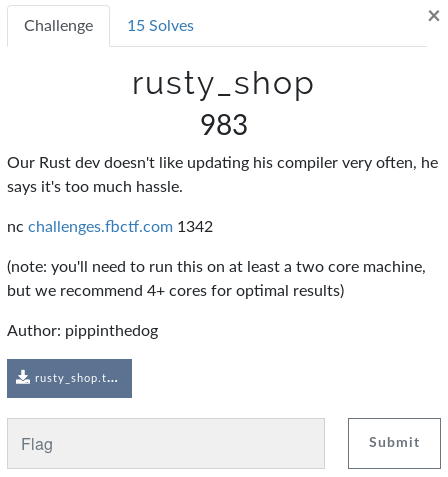 ×
Challenge 15 Solves
rusty_shop
983
Our Rust dev doesn't like updating his compiler very often, he
says it's too much hassle.
nc challenges.fbctf.com 1342
(note: you'll need to run this on at least a two core machine,
but we recommend 4+ cores for optimal results)
Author: pippinthedog
rusty_shop.t...
Flag Submit